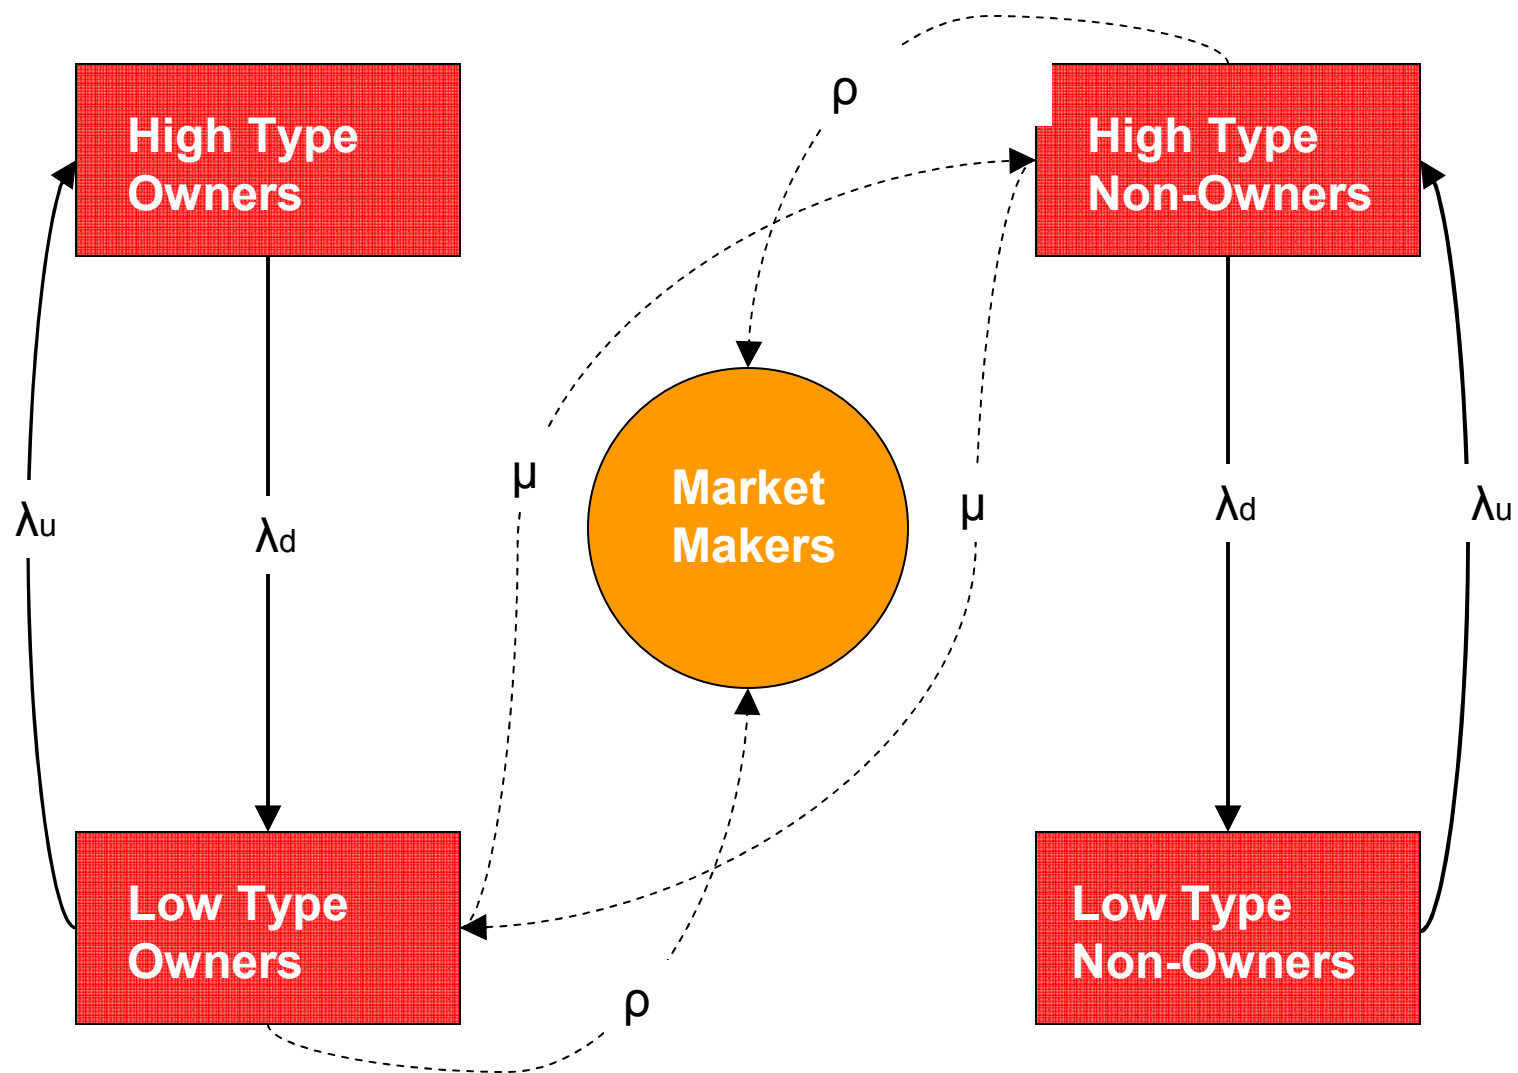 ρ
High Type
Owners
High Type
Non-Owners
μ
Market
Makers
μ
λu
λd
λd
λu
Low Type
Owners
Low Type
Non-Owners
ρ